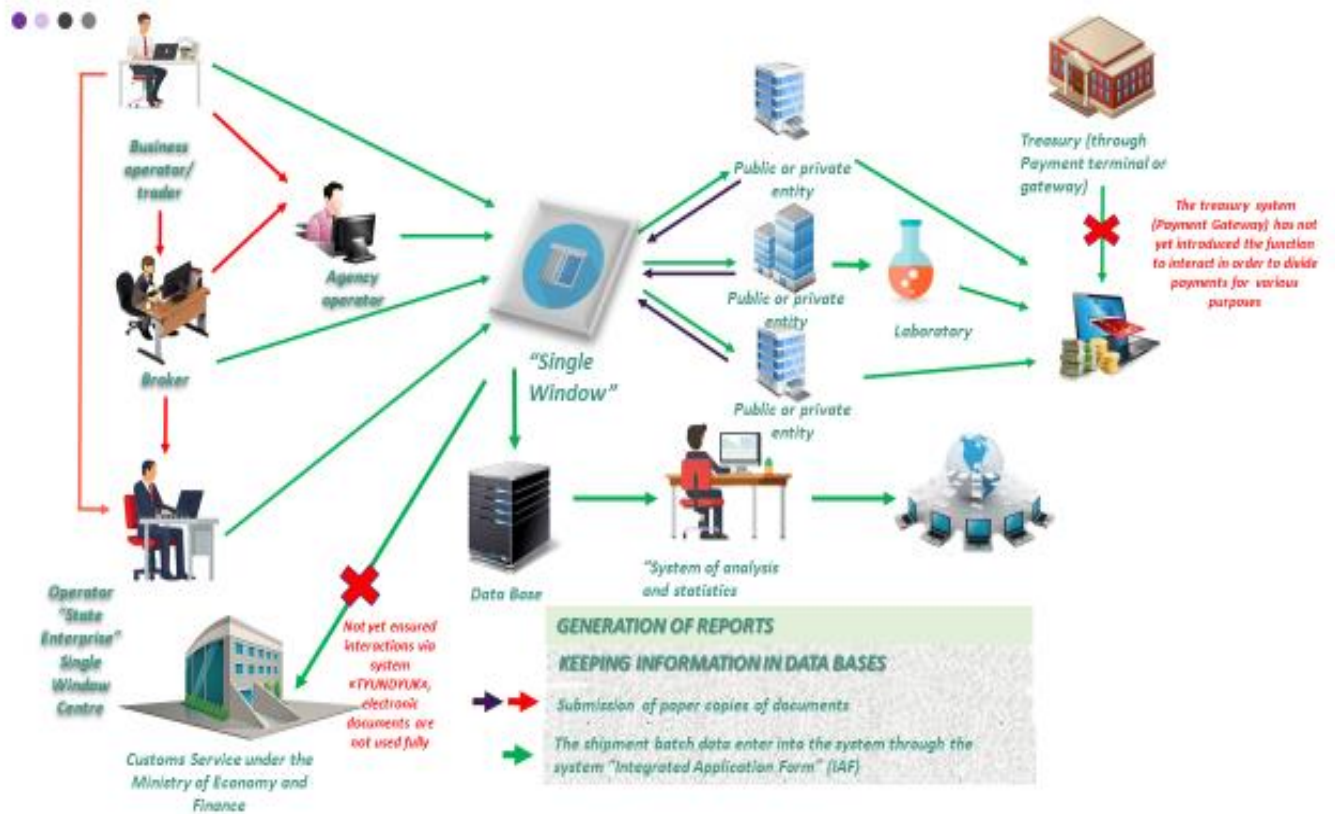 Business
operator/
trader
Agency
operator
Broker
Operator
"State
Enterprise"
Single
Window
Centre
"Single
Window"
Public or private
entity
Public or private
entity
Public or private
entity
Laboratary
Treasury (through
Payment terminal or
gateway)
The treasury system
(Payment Gateway) has not
yet introduced the function
to interact in order to divide
payments for various
purposes
Data Base
"System of analysis
and statistics
Not yet ensured
interactions via
system
«TYUNDYUK»,
electronic
documents are
not used fully
Customs Service under the
Ministry of Economy and
Finance
GENERATION OF REPORTS
KEEPING INFORMATION IN DATA BASES
Submission of paper copies of documents
The shipment batch data enter into the system through the
system "Integrated Application Form" (IAF)